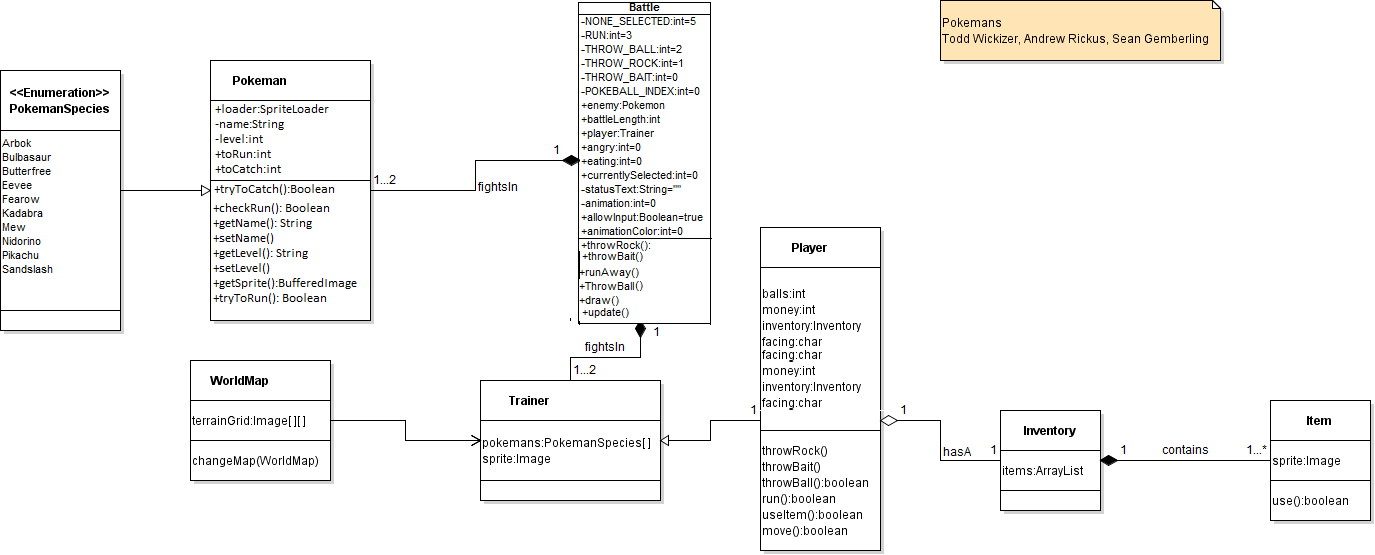 <<Enumeration>>
PokemanSpecies
Arbok
Bulbasaur
Butterfree
Eevee
Fearow
Kadabra
Mew
Nidorino
Pikachu
Sandslash
Pokeman
+loader:SpriteLoader
-name:String
-level:int
+toRun:int
+toCatch:int
+tryToCatch():Boolean
+checkRun(): Boolean
+getName(): String
+setName()
+getLevel(): String
+setLevel()
+getSprite():BufferedImage
+tryToRun(): Boolean
1...2
fightsIn
1
Battle
-NONE_SELECTED:int=5
-RUN:int=3
-THROW_BALL:int=2
-THROW_ROCK:int=1
-THROW_BAIT:int=0
-POKEBALL_INDEX:int=0
+enemy:Pokemon
+battleLength:int
+player:Trainer
+angry:int=0
+eating:int=0
+currentlySelected:int=0
-statusText:String=""
-animation:int=0
+allowInput:Boolean=true
+animationColor:int=0
+throwRock():
+throwBait()
+runAway()
+ThrowBall()
+draw()
+update()
1
fightsIn
1...2
Pokemans
Todd Wickizer, Andrew Rickus, Sean Gemberling
WorldMap
terrainGrid:Image[][]
changeMap(WorldMap)
Trainer
pokemans:PokemanSpecies[]
sprite:Image
1
Player
balls:int
money:int
inventory:Inventory
facing:char
facing:char
money:int
inventory:Inventory
facing:char
throwRock()
throwBait()
throwBall():boolean
run():boolean
useItem():boolean
move():boolean
1
hasA
1
Inventory
items:ArrayList
1
contains
1...*
Item
sprite:Image
use():boolean